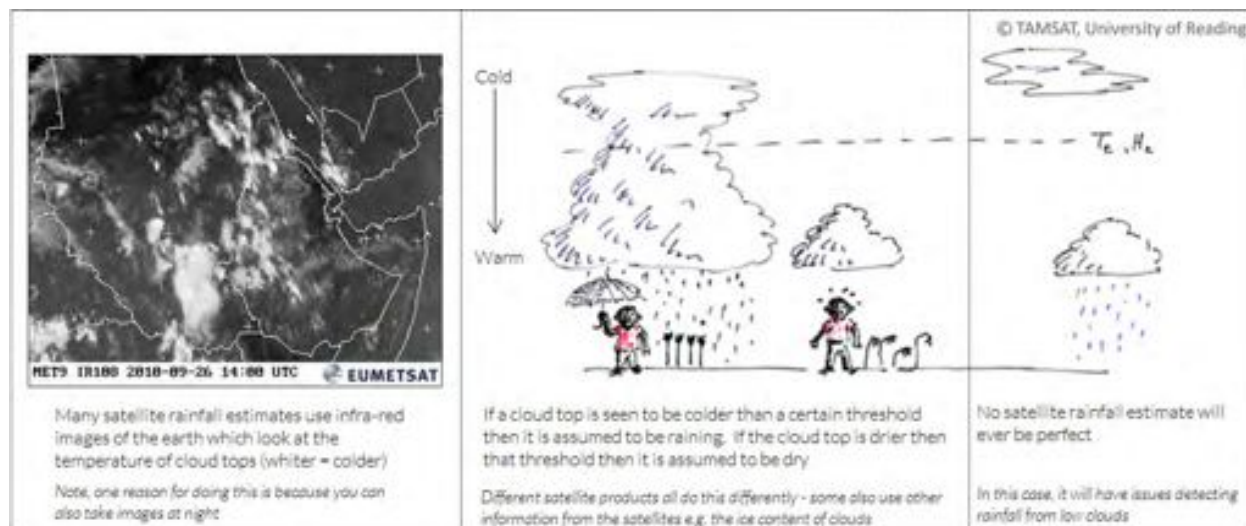 © TAMSAT, University of Reading
Cold
Warm
MET9 IR108 2010-09-26 14:00 UTC
EUMETSAT
Many satellite rainfall estimates use infra-red
images of the earth which look at the
temperature of cloud tops (whiter = colder)
Note, one reason for doing this is because you can
also take images at night
If a cloud top is seen to be colder than a certain threshold
then it is assumed to be raining. If the cloud top is drier then
that threshold then it is assumed to be dry
Different satellite products all do this differently - some also use other
information from the satellites e.g. the ice content of clouds
No satellite rainfall estimate will
ever be perfect
In this case, it will have issues detecting
rainfall from low clouds